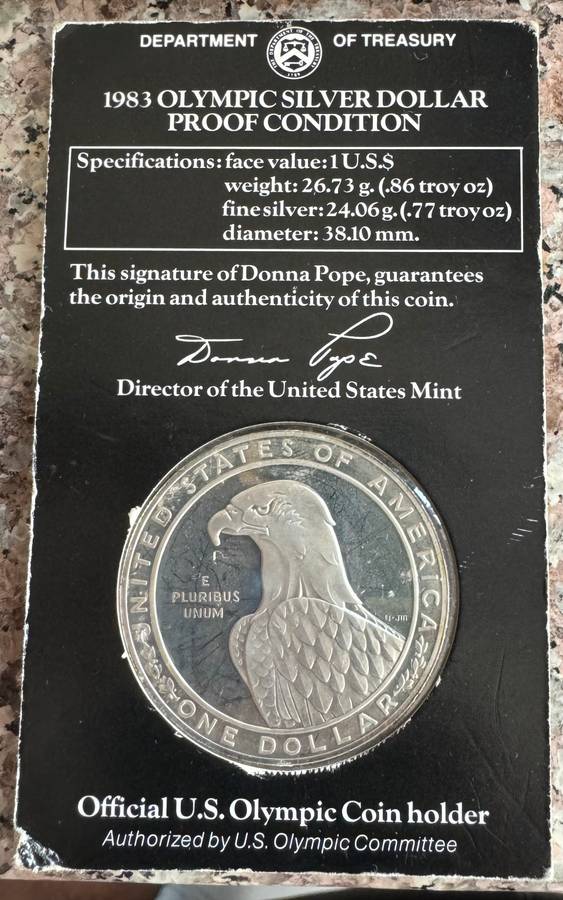 DEPARTMENT OF TREASURY
1789
1983 OLYMPIC SILVER DOLLAR
PROOF CONDITION
Specifications: face value: 1 U.S.$
weight: 26.73 g. (.86 troy oz)
fine silver: 24.06 g. (.77 troy oz)
diameter: 38.10 mm.
This signature of Donna Pope, guarantees
the origin and authenticity of this coin.
Donna Pope
Director of the United States Mint
UNITED STATES OF AMERICA
E
PLURIBUS
UNUM
ONE DOLLAR
Official U.S. Olympic Coin holder
Authorized by U.S. Olympic Committee